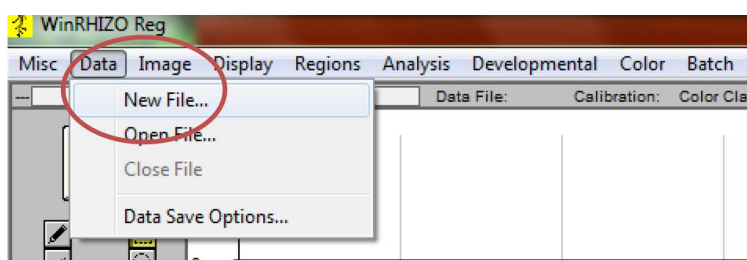 WinRHIZO Reg
Misc Data Image Display Regions Analysis Developmental Color Batch
Data File: Calibration: Color Cla
New File...
Open File...
Close File
Data Save Options...